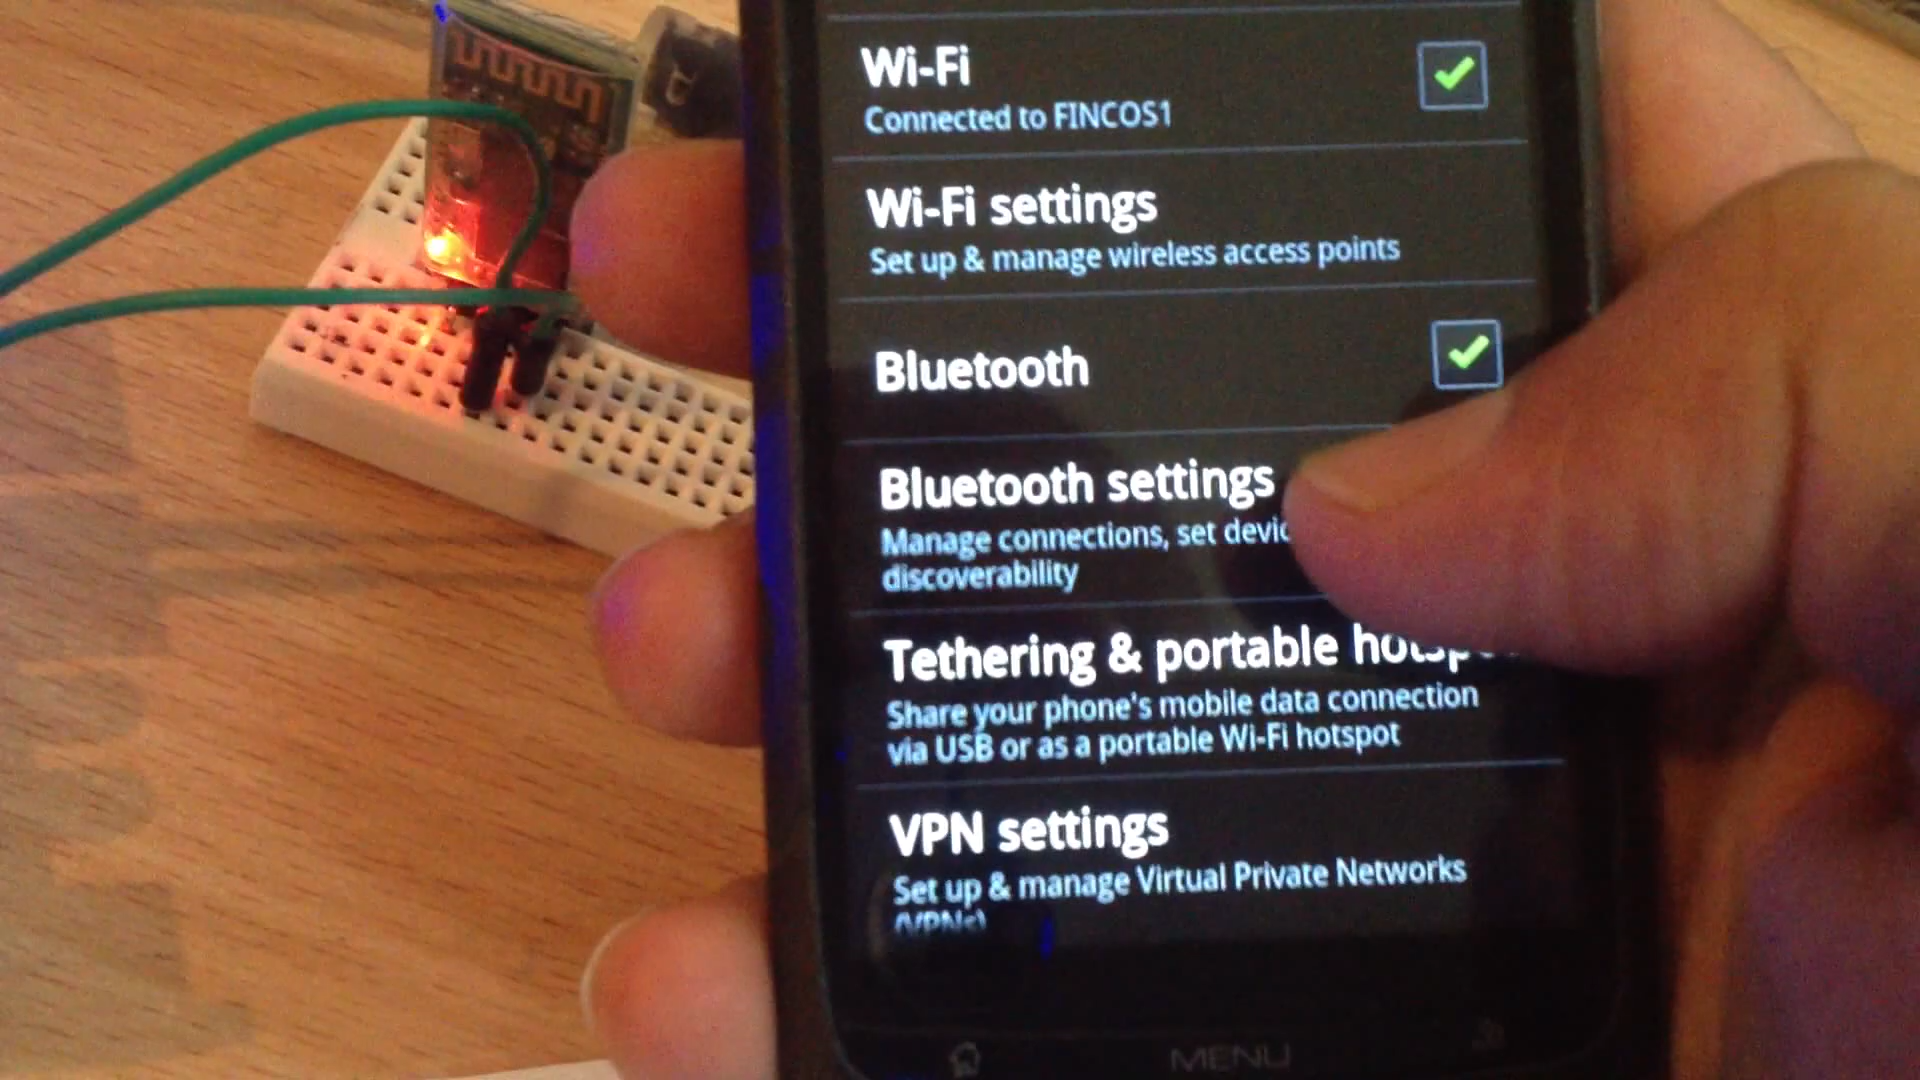 Wi-Fi
Connected to FINCOS1
Wi-Fi settings
Set up & manage wireless access points
Bluetooth
Bluetooth settings
Manage connections, set
discoverability
Tethering & portable
Share your phone's mobile data connection
via USB or as a portable Wi-Fi hotspot
VPN settings
Set up & manage Virtual Private Networks
(VPNs)
MENU